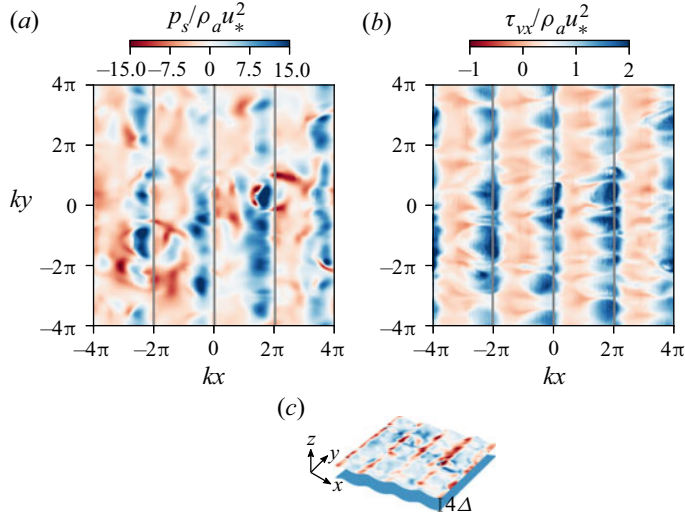 (a) p_s/ρ_a u_*^2
−15.0 −7.5 0 7.5 15.0
4π
2π
ky 0
−2π
−4π
−4π −2π 0 2π 4π
kx
(b) τ_vx/ρ_a u_*^2
−1 0 1 2
4π
2π
0
−2π
−4π
−4π −2π 0 2π 4π
kx
(c)
z
y
x
4Δ